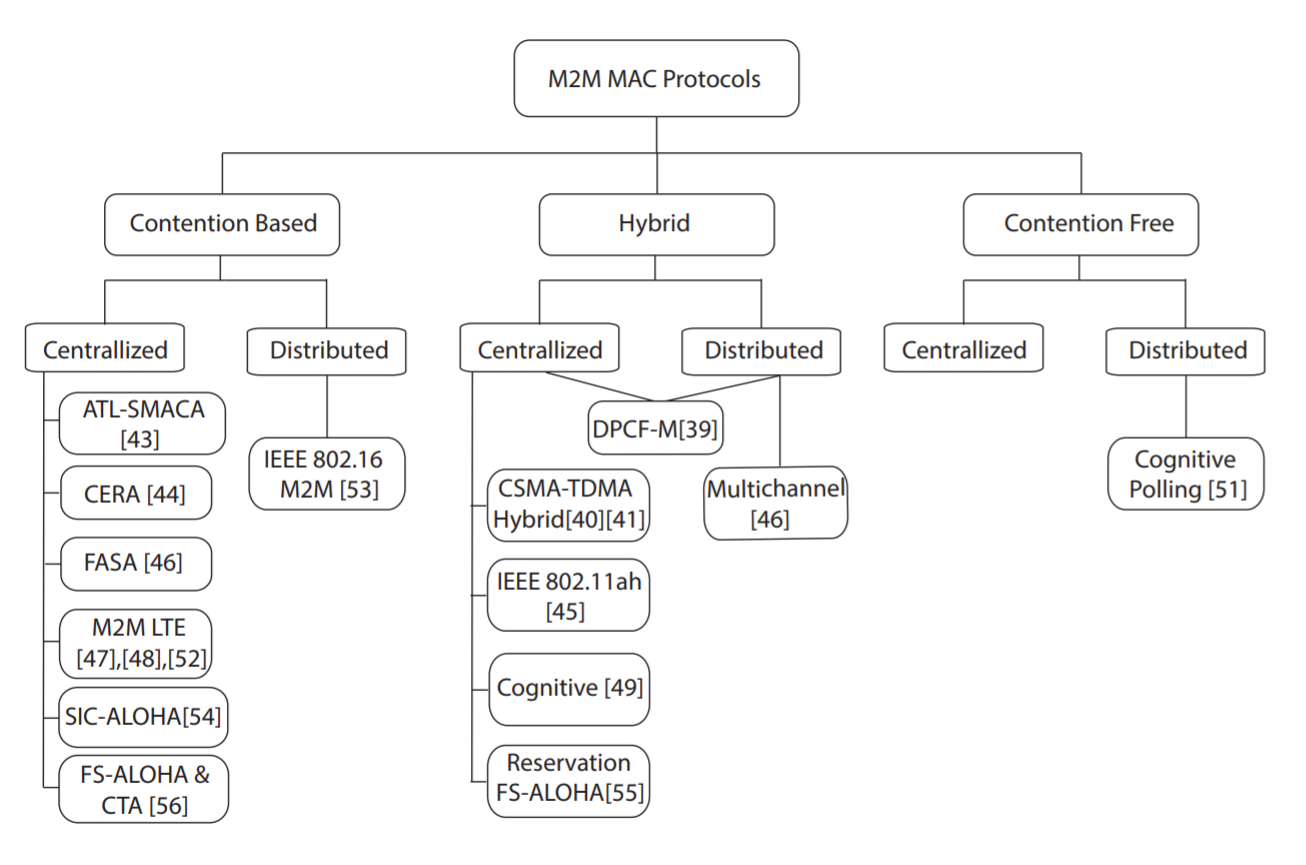 M2M MAC Protocols
Contention Based
Hybrid
Contention Free
Centrallized
Distributed
Centrallized
Distributed
Centrallized
Distributed
ATL-SMACA
[43]
CERA [44]
FASA [46]
M2M LTE
[47],[48],[52]
SIC-ALOHA[54]
FS-ALOHA &
CTA [56]
IEEE 802.16
M2M [53]
DPCF-M[39]
CSMA-TDMA
Hybrid[40][41]
IEEE 802.11ah
[45]
Cognitive [49]
Reservation
FS-ALOHA[55]
Multichannel
[46]
Cognitive
Polling [51]